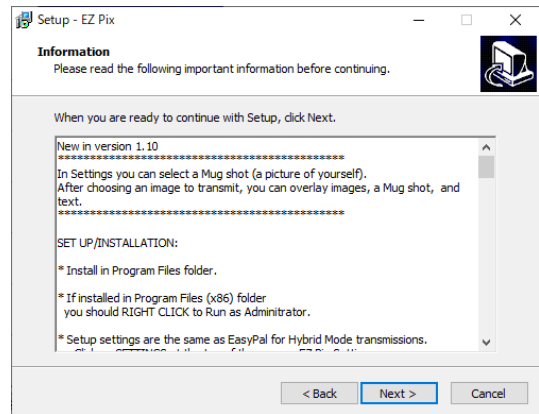 Setup - EZ Pix
Information
Please read the following important information before continuing.
When you are ready to continue with Setup, click Next.
New in version 1.10
*********************************************
In Settings you can select a Mug shot (a picture of yourself).
After choosing an image to transmit, you can overlay images, a Mug shot, and
text.
*********************************************
SET UP/INSTALLATION:
* Install in Program Files folder.
* If installed in Program Files (x86) folder
you should RIGHT CLICK to Run as Adminitrator.
* Setup settings are the same as EasyPal for Hybrid Mode transmissions.
< Back
Next >
Cancel